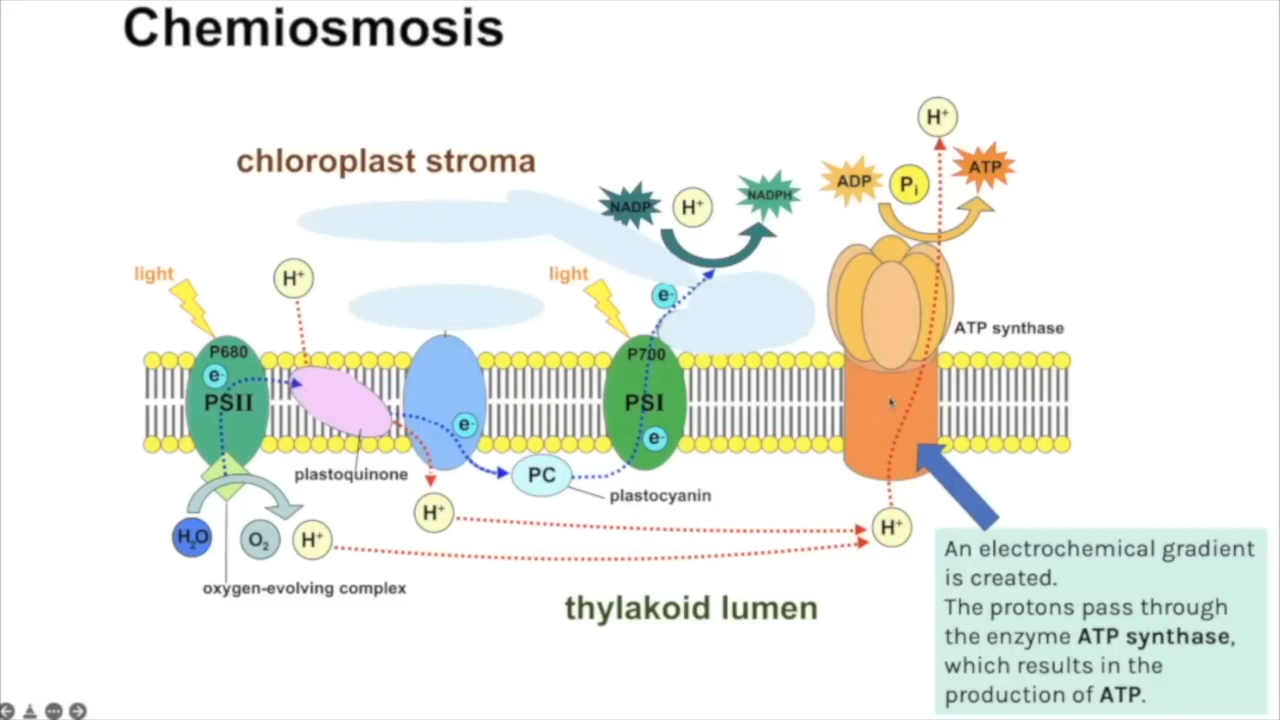 Chemiosmosis
H⁺
chloroplast stroma
ADP
Pi
ATP
NADP
H⁺
NADPH
light
H⁺
light
e-
ATP synthase
P680
P700
e-
PSII
PSI
e-
e-
plastoquinone
PC
plastocyanin
H⁺
H⁺
H₂O
O₂
H⁺
oxygen-evolving complex
thylakoid lumen
An electrochemical gradient
is created.
The protons pass through
the enzyme ATP synthase,
which results in the
production of ATP.